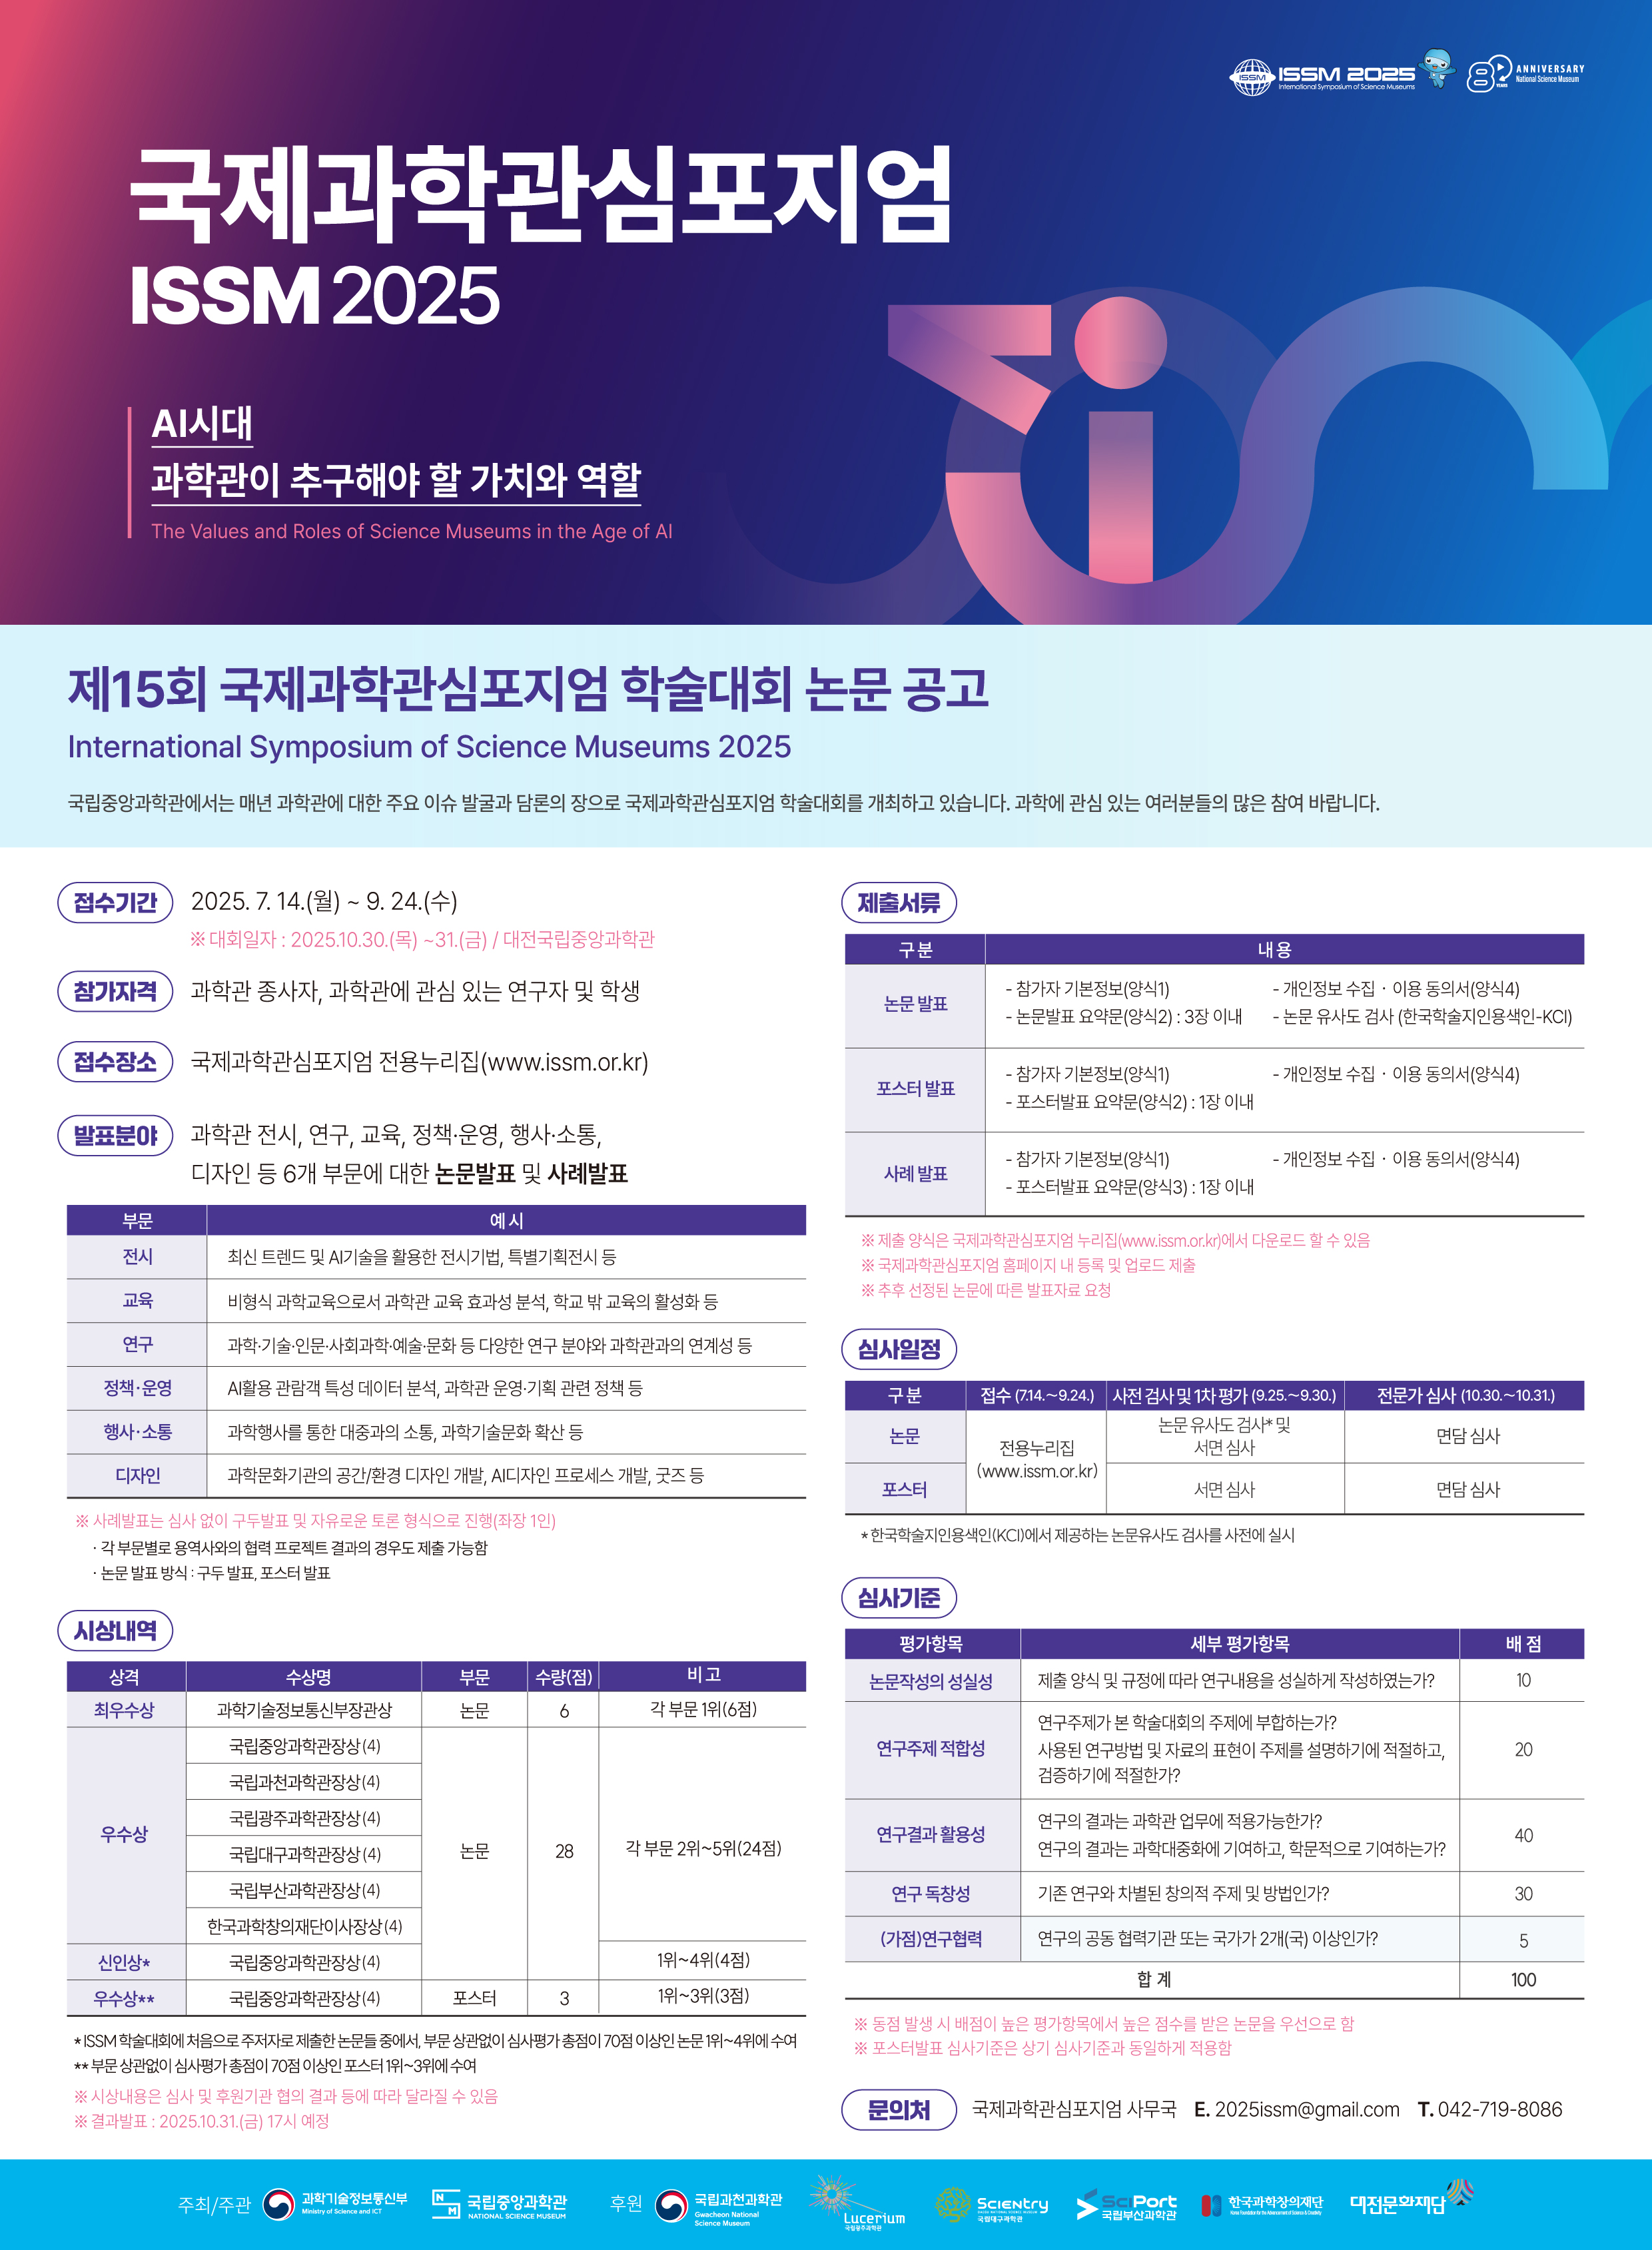 ISSM
ISSM 2025
International Symposium of Science Museums
80 YEARS
ANNIVERSARY
National Science Museum
국제과학관심포지엄
ISSM 2025
AI시대
과학관이 추구해야 할 가치와 역할
The Values and Roles of Science Museums in the Age of AI
제15회 국제과학관심포지엄 학술대회 논문 공고
International Symposium of Science Museums 2025
국립중앙과학관에서는 매년 과학관에 대한 주요 이슈 발굴과 담론의 장으로 국제과학관심포지엄 학술대회를 개최하고 있습니다. 과학에 관심 있는 여러분들의 많은 참여 바랍니다.
접수기간 2025. 7. 14.(월) ~ 9. 24.(수)
※ 대회일자 : 2025.10.30.(목) ~31.(금) / 대전국립중앙과학관
참가자격 과학관 종사자, 과학관에 관심 있는 연구자 및 학생
접수장소 국제과학관심포지엄 전용누리집(www.issm.or.kr)
발표분야 과학관 전시, 연구, 교육, 정책·운영, 행사·소통,
디자인 등 6개 부문에 대한 논문발표 및 사례발표
부문 예 시
전시 최신 트렌드 및 AI기술을 활용한 전시기법, 특별기획전시 등
교육 비형식 과학교육으로서 과학관 교육 효과성 분석, 학교 밖 교육의 활성화 등
연구 과학·기술·인문·사회과학·예술·문화 등 다양한 연구 분야와 과학관과의 연계성 등
정책·운영 AI활용 관람객 특성 데이터 분석, 과학관 운영·기획 관련 정책 등
행사·소통 과학행사를 통한 대중과의 소통, 과학기술문화 확산 등
디자인 과학문화기관의 공간/환경 디자인 개발, AI디자인 프로세스 개발, 굿즈 등
※ 사례발표는 심사 없이 구두발표 및 자유로운 토론 형식으로 진행(좌장 1인)
· 각 부문별로 용역사와의 협력 프로젝트 결과의 경우도 제출 가능함
· 논문 발표 방식 : 구두 발표, 포스터 발표
시상내역
상격 수상명 부문 수량(점) 비 고
최우수상 과학기술정보통신부장관상 논문 6 각 부문 1위(6점)
우수상
국립중앙과학관장상(4)
국립과천과학관장상(4)
국립광주과학관장상(4)
국립대구과학관장상(4)
국립부산과학관장상(4)
한국과학창의재단이사장상(4)
논문 28 각 부문 2위~5위(24점)
신인상* 국립중앙과학관장상(4) 1위~4위(4점)
우수상** 국립중앙과학관장상(4) 포스터 3 1위~3위(3점)
* ISSM 학술대회에 처음으로 주저자로 제출한 논문들 중에서, 부문 상관없이 심사평가 총점이 70점 이상인 논문 1위~4위에 수여
** 부문 상관없이 심사평가 총점이 70점 이상인 포스터 1위~3위에 수여
※ 시상내용은 심사 및 후원기관 협의 결과 등에 따라 달라질 수 있음
※ 결과발표 : 2025.10.31.(금) 17시 예정
제출서류
구 분 내 용
논문 발표
- 참가자 기본정보(양식1) - 개인정보 수집 · 이용 동의서(양식4)
- 논문발표 요약문(양식2) : 3장 이내 - 논문 유사도 검사 (한국학술지인용색인-KCI)
포스터 발표
- 참가자 기본정보(양식1) - 개인정보 수집 · 이용 동의서(양식4)
- 포스터발표 요약문(양식2) : 1장 이내
사례 발표
- 참가자 기본정보(양식1) - 개인정보 수집 · 이용 동의서(양식4)
- 포스터발표 요약문(양식3) : 1장 이내
※ 제출 양식은 국제과학관심포지엄 누리집(www.issm.or.kr)에서 다운로드 할 수 있음
※ 국제과학관심포지엄 홈페이지 내 등록 및 업로드 제출
※ 추후 선정된 논문에 따른 발표자료 요청
심사일정
구 분 접수 (7.14.~9.24.) 사전 검사 및 1차 평가 (9.25.~9.30.) 전문가 심사 (10.30.~10.31.)
논문 전용누리집 (www.issm.or.kr) 논문 유사도 검사* 및 서면 심사 면담 심사
포스터 서면 심사 면담 심사
* 한국학술지인용색인(KCI)에서 제공하는 논문유사도 검사를 사전에 실시
심사기준
평가항목 세부 평가항목 배 점
논문작성의 성실성 제출 양식 및 규정에 따라 연구내용을 성실하게 작성하였는가? 10
연구주제 적합성
연구주제가 본 학술대회의 주제에 부합하는가?
사용된 연구방법 및 자료의 표현이 주제를 설명하기에 적절하고,
검증하기에 적절한가?
20
연구결과 활용성
연구의 결과는 과학관 업무에 적용가능한가?
연구의 결과는 과학대중화에 기여하고, 학문적으로 기여하는가?
40
연구 독창성 기존 연구와 차별된 창의적 주제 및 방법인가? 30
(가점)연구협력 연구의 공동 협력기관 또는 국가가 2개(국) 이상인가? 5
합 계 100
※ 동점 발생 시 배점이 높은 평가항목에서 높은 점수를 받은 논문을 우선으로 함
※ 포스터발표 심사기준은 상기 심사기준과 동일하게 적용함
문의처 국제과학관심포지엄 사무국 E. 2025issm@gmail.com T. 042-719-8086
주최/주관
과학기술정보통신부
Ministry of Science and ICT
N M
국립중앙과학관
NATIONAL SCIENCE MUSEUM
후원
국립과천과학관
Gwacheon National
Science Museum
Lucerium
국립광주과학관
Scientry
국립대구과학관
SciPort
국립부산과학관
한국과학창의재단
Korea Foundation for the Advancement of Science & Creativity
대전문화재단